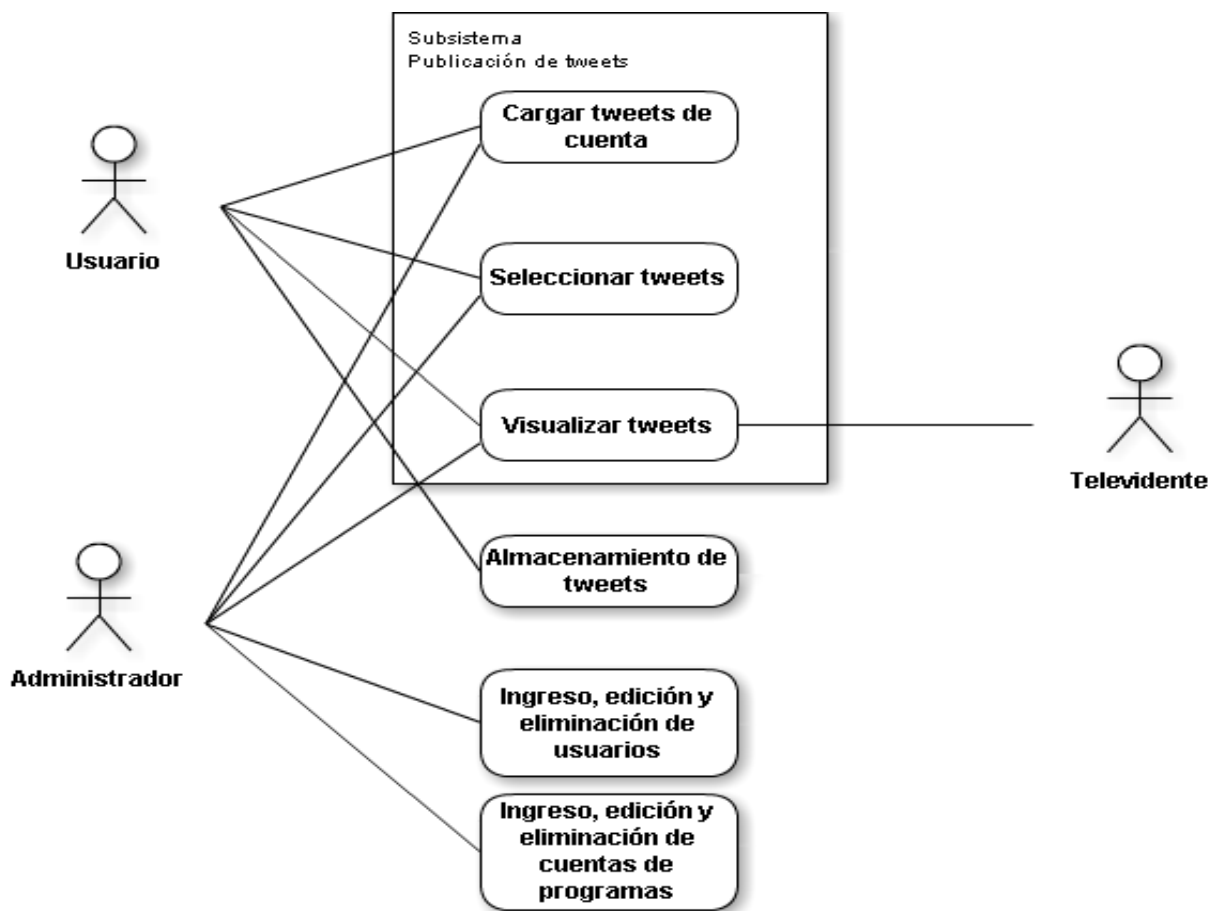 Subsistema
Publicación de tweets
Cargar tweets de
cuenta
Usuario
Seleccionar tweets
Visualizar tweets
Televidente
Almacenamiento de
tweets
Administrador
Ingreso, edición y
eliminación de
usuarios
Ingreso, edición y
eliminación de
cuentas de
programas